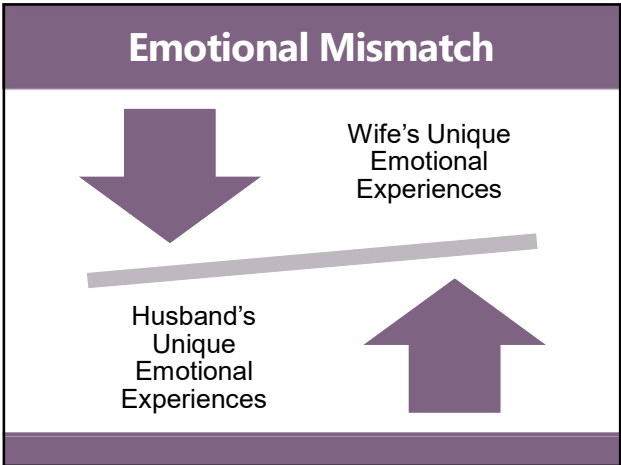 Emotional Mismatch
Wife’s Unique
Emotional
Experiences
Husband’s
Unique
Emotional
Experiences